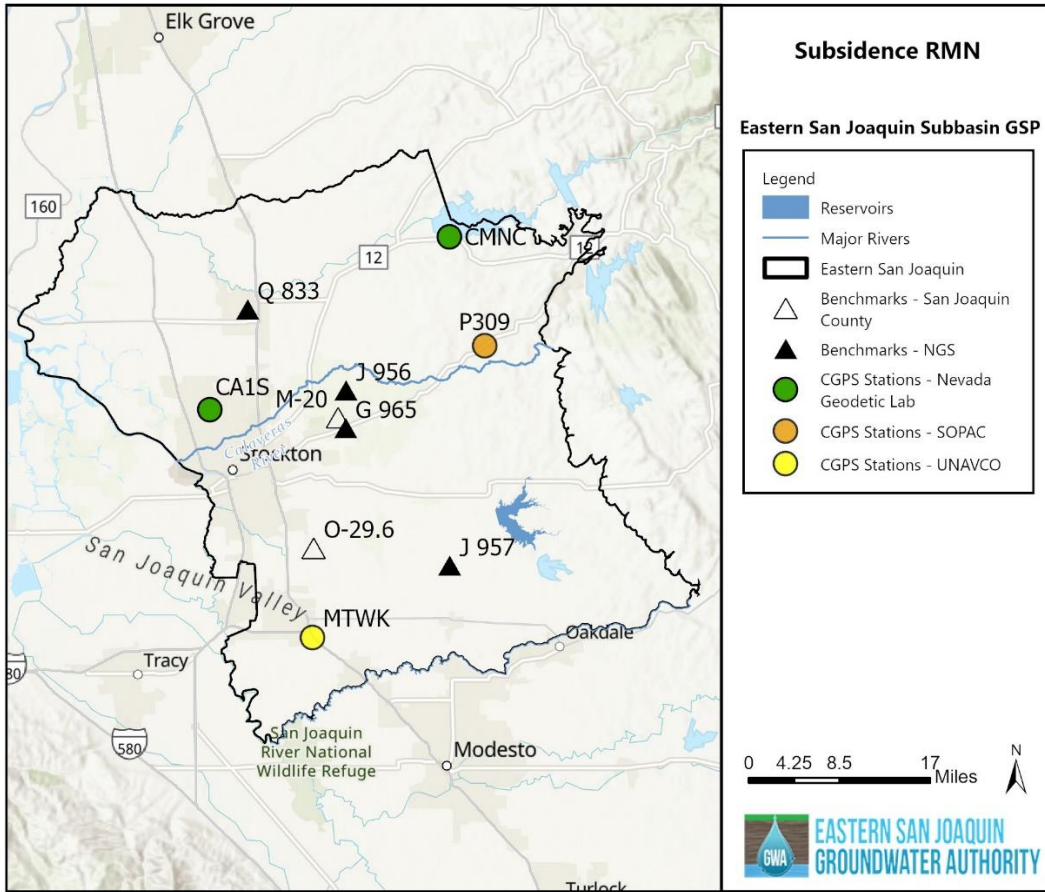 Elk Grove
160
12
CMNC
12
Q 833
P309
CA1S
J 956
M-20
G 965
Calaveras
River
Stockton
O-29.6
J 957
San Joaquin Valley
MTWK
Oakdale
Tracy
580
San Joaquin
River National
Wildlife Refuge
Modesto
Turlock
Subsidence RMN
Eastern San Joaquin Subbasin GSP
Legend
Reservoirs
Major Rivers
Eastern San Joaquin
Benchmarks - San Joaquin
County
Benchmarks - NGS
CGPS Stations - Nevada
Geodetic Lab
CGPS Stations - SOPAC
CGPS Stations - UNAVCO
0 4.25 8.5 17
Miles
N
GWA
EASTERN SAN JOAQUIN
GROUNDWATER AUTHORITY